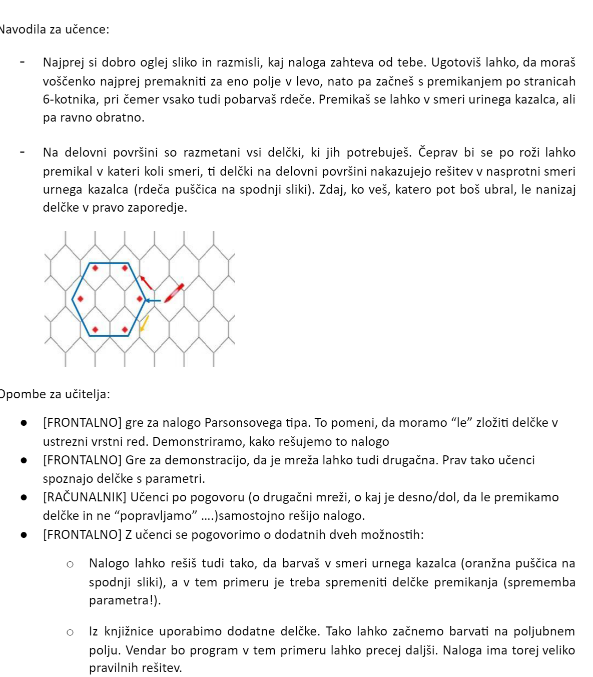 Navodila za učence:
- Najprej si dobro oglej sliko in razmisli, kaj naloga zahteva od tebe. Ugotoviš lahko, da moraš
voščenko najprej premakniti za eno polje v levo, nato pa začneš s premikanjem po stranicah
6-kotnika, pri čemer vsako tudi pobarvaš rdeče. Premikaš se lahko v smeri urinega kazalca, ali
pa ravno obratno.
- Na delovni površini so razmetani vsi delčki, ki jih potrebuješ. Čeprav bi se po roži lahko
premikal v kateri koli smeri, ti delčki na delovni površini nakazujejo rešitev v nasprotni smeri
urnega kazalca (rdeča puščica na spodnji sliki). Zdaj, ko veš, katero pot boš ubral, le nanizaj
delčke v pravo zaporedje.
Opombe za učitelja:
● [FRONTALNO] gre za nalogo Parsonsovega tipa. To pomeni, da moramo “le” zložiti delčke v
ustrezni vrstni red. Demonstriramo, kako rešujemo to nalogo
● [FRONTALNO] Gre za demonstracijo, da je mreža lahko tudi drugačna. Prav tako učenci
spoznajo delčke s parametri.
● [RAČUNALNIK] Učenci po pogovoru (o drugačni mreži, o kaj je desno/dol, da le premikamo
delčke in ne “popravljamo” ....)samostojno rešijo nalogo.
● [FRONTALNO] Z učenci se pogovorimo o dodatnih dveh možnostih:
○ Nalogo lahko rešiš tudi tako, da barvaš v smeri urnega kazalca (oranžna puščica na
spodnji sliki), a v tem primeru je treba spremeniti delčke premikanja (sprememba
parametra!).
○ Iz knjižnice uporabimo dodatne delčke. Tako lahko začnemo barvati na poljubnem
polju. Vendar bo program v tem primeru lahko precej daljši. Naloga ima torej veliko
pravilnih rešitev.